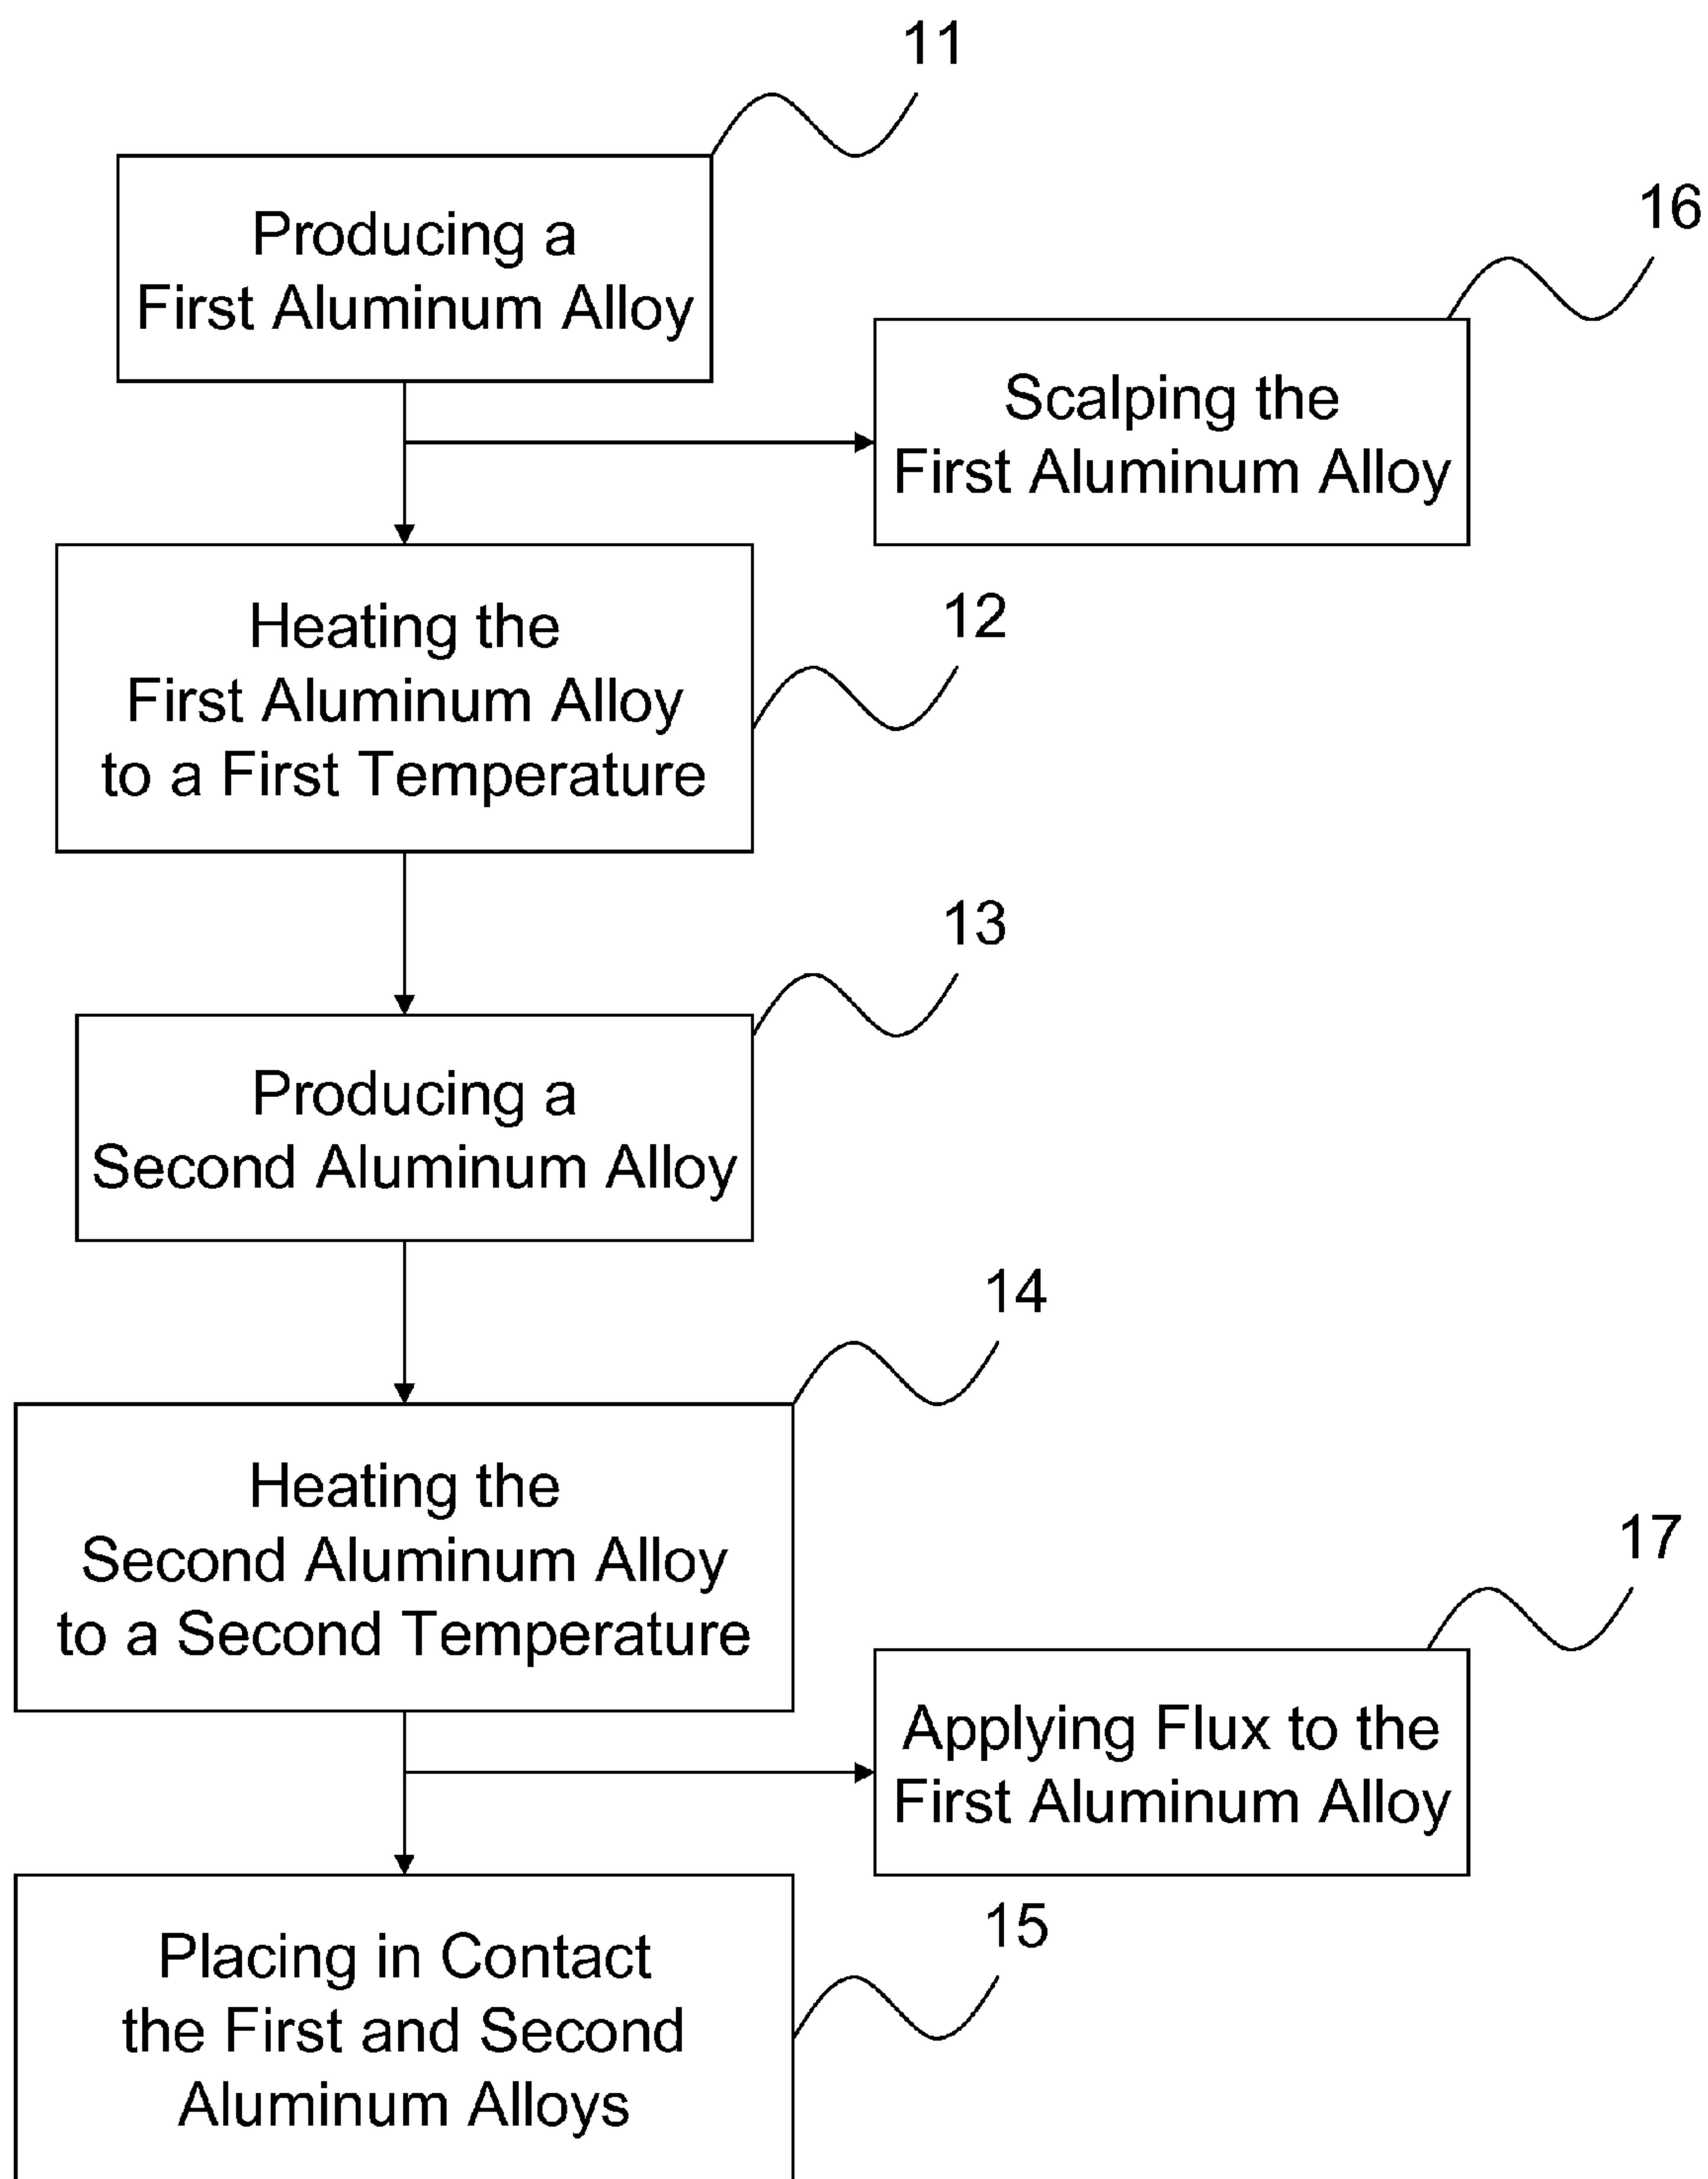 11
Producing a
First Aluminum Alloy
16
Scalping the
First Aluminum Alloy
12
Heating the
First Aluminum Alloy
to a First Temperature
13
Producing a
Second Aluminum Alloy
14
Heating the
Second Aluminum Alloy
to a Second Temperature
17
Applying Flux to the
First Aluminum Alloy
15
Placing in Contact
the First and Second
Aluminum Alloys